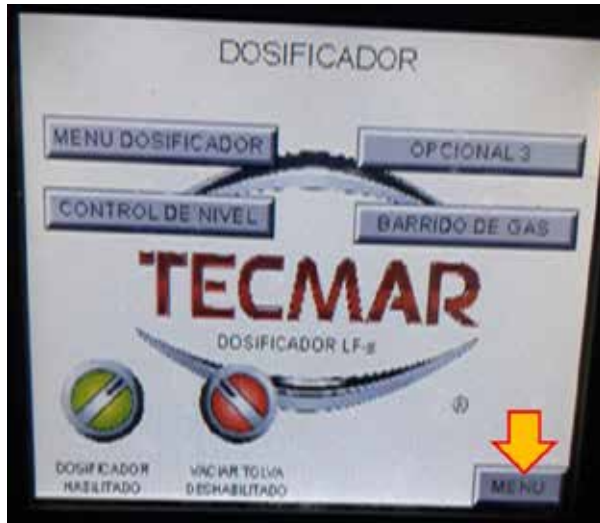 DOSIFICADOR
MENU DOSIFICADOR
OPCIONAL 3
CONTROL DE NIVEL
BARRIDO DE GAS
TECMAR
DOSIFICADOR LF-8
®
DOSIFICADOR
HABILITADO
VACIAR TOLVA
DESHABILITADO
MENU